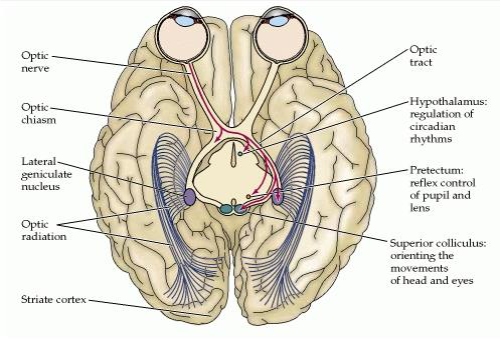 Optic
nerve
Optic
chiasm
Lateral
geniculate
nucleus
Optic
radiation
Striate cortex
Optic
tract
Hypothalamus:
regulation of
circadian
rhythms
Pretectum:
reflex control
of pupil and
lens
Superior colliculus:
orienting the
movements
of head and eyes